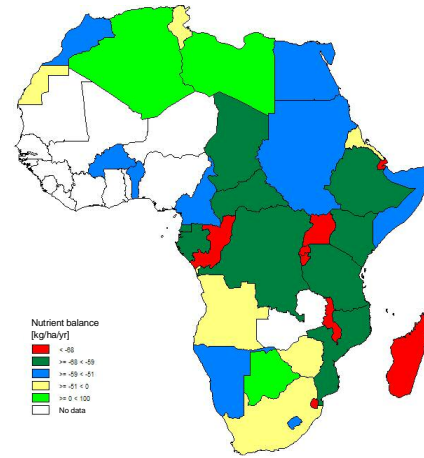 Nutrient balance
[kg/ha/yr]
< -68
>= -68 < -59
>= -59 < -51
>= -51 < 0
>= 0 < 100
No data